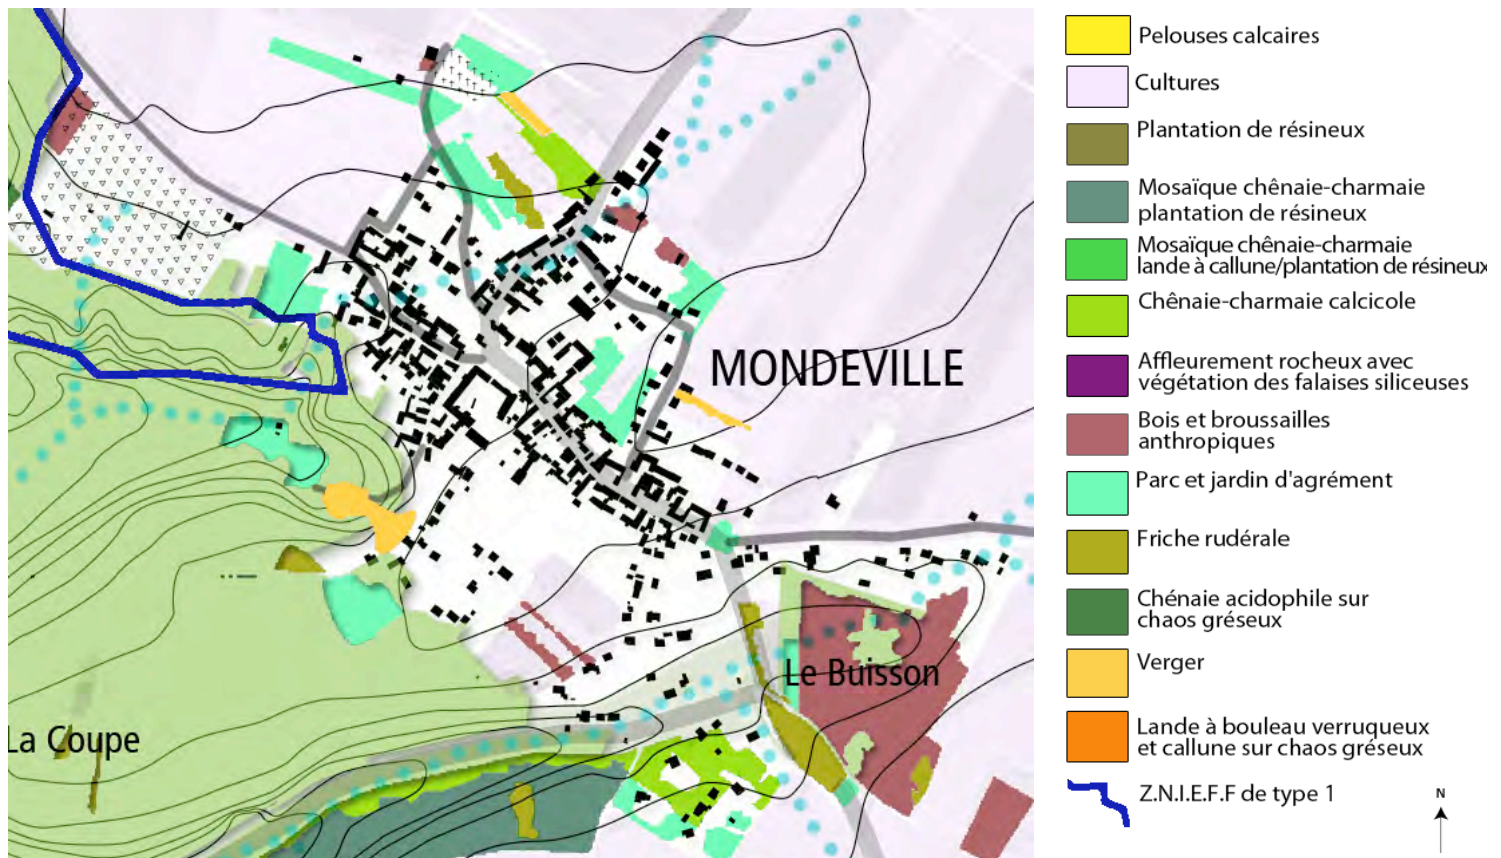 MONDEVILLE
Le Buisson
La Coupe
Pelouses calcaires
Cultures
Plantation de résineux
Mosaïque chênaie-charmaie
plantation de résineux
Mosaïque chênaie-charmaie
lande à callune/plantation de résineux
Chênaie-charmaie calcicole
Affleurement rocheux avec
végétation des falaises siliceuses
Bois et broussailles
anthropiques
Parc et jardin d'agrément
Friche rudérale
Chénaie acidophile sur
chaos gréseux
Verger
Lande à bouleau verruqueux
et callune sur chaos gréseux
Z.N.I.E.F.F de type 1
N